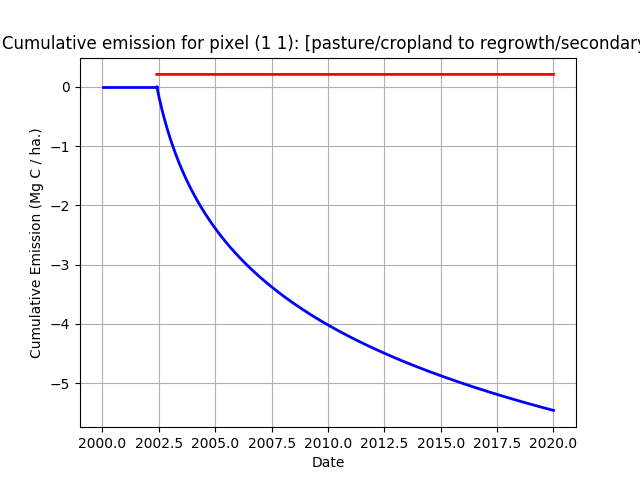 Cumulative emission for pixel (1 1): [pasture/cropland to regrowth/secondary
0
−1
−2
−3
−4
−5
Cumulative Emission (Mg C / ha.)
2000.0 2002.5 2005.0 2007.5 2010.0 2012.5 2015.0 2017.5 2020.0
Date